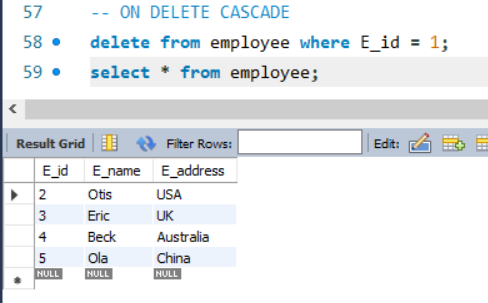 57 -- ON DELETE CASCADE
58 delete from employee where E_id = 1;
59 select * from employee;
Result Grid Filter Rows: Edit:
E_id E_name E_address
2 Otis USA
3 Eric UK
4 Beck Australia
5 Ola China
NULL NULL NULL